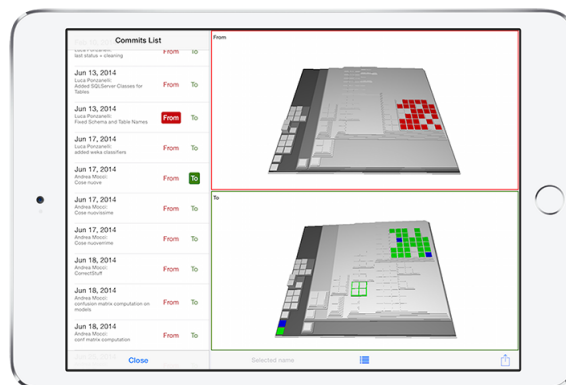 Commits List
Luca Ponzanelli:
last status + cleaning
From To
Jun 13, 2014
Luca Ponzanelli:
Added SQLServer Classes for
Tables
From To
Jun 13, 2014
Luca Ponzanelli:
Fixed Schema and Table Names
From To
Jun 17, 2014
Luca Ponzanelli:
added weka classifiers
From To
Jun 17, 2014
Andrea Mocci:
Cose nuove
From To
Jun 17, 2014
Andrea Mocci:
Cose nuovissime
From To
Jun 17, 2014
Andrea Mocci:
Cose nuovenrime
From To
Jun 18, 2014
Andrea Mocci:
CorrectStuff
From To
Jun 18, 2014
Andrea Mocci:
confusion matrix computation on
models
From To
Jun 18, 2014
Andrea Mocci:
conf matrix computation
From To
Close
From
To
Selected name